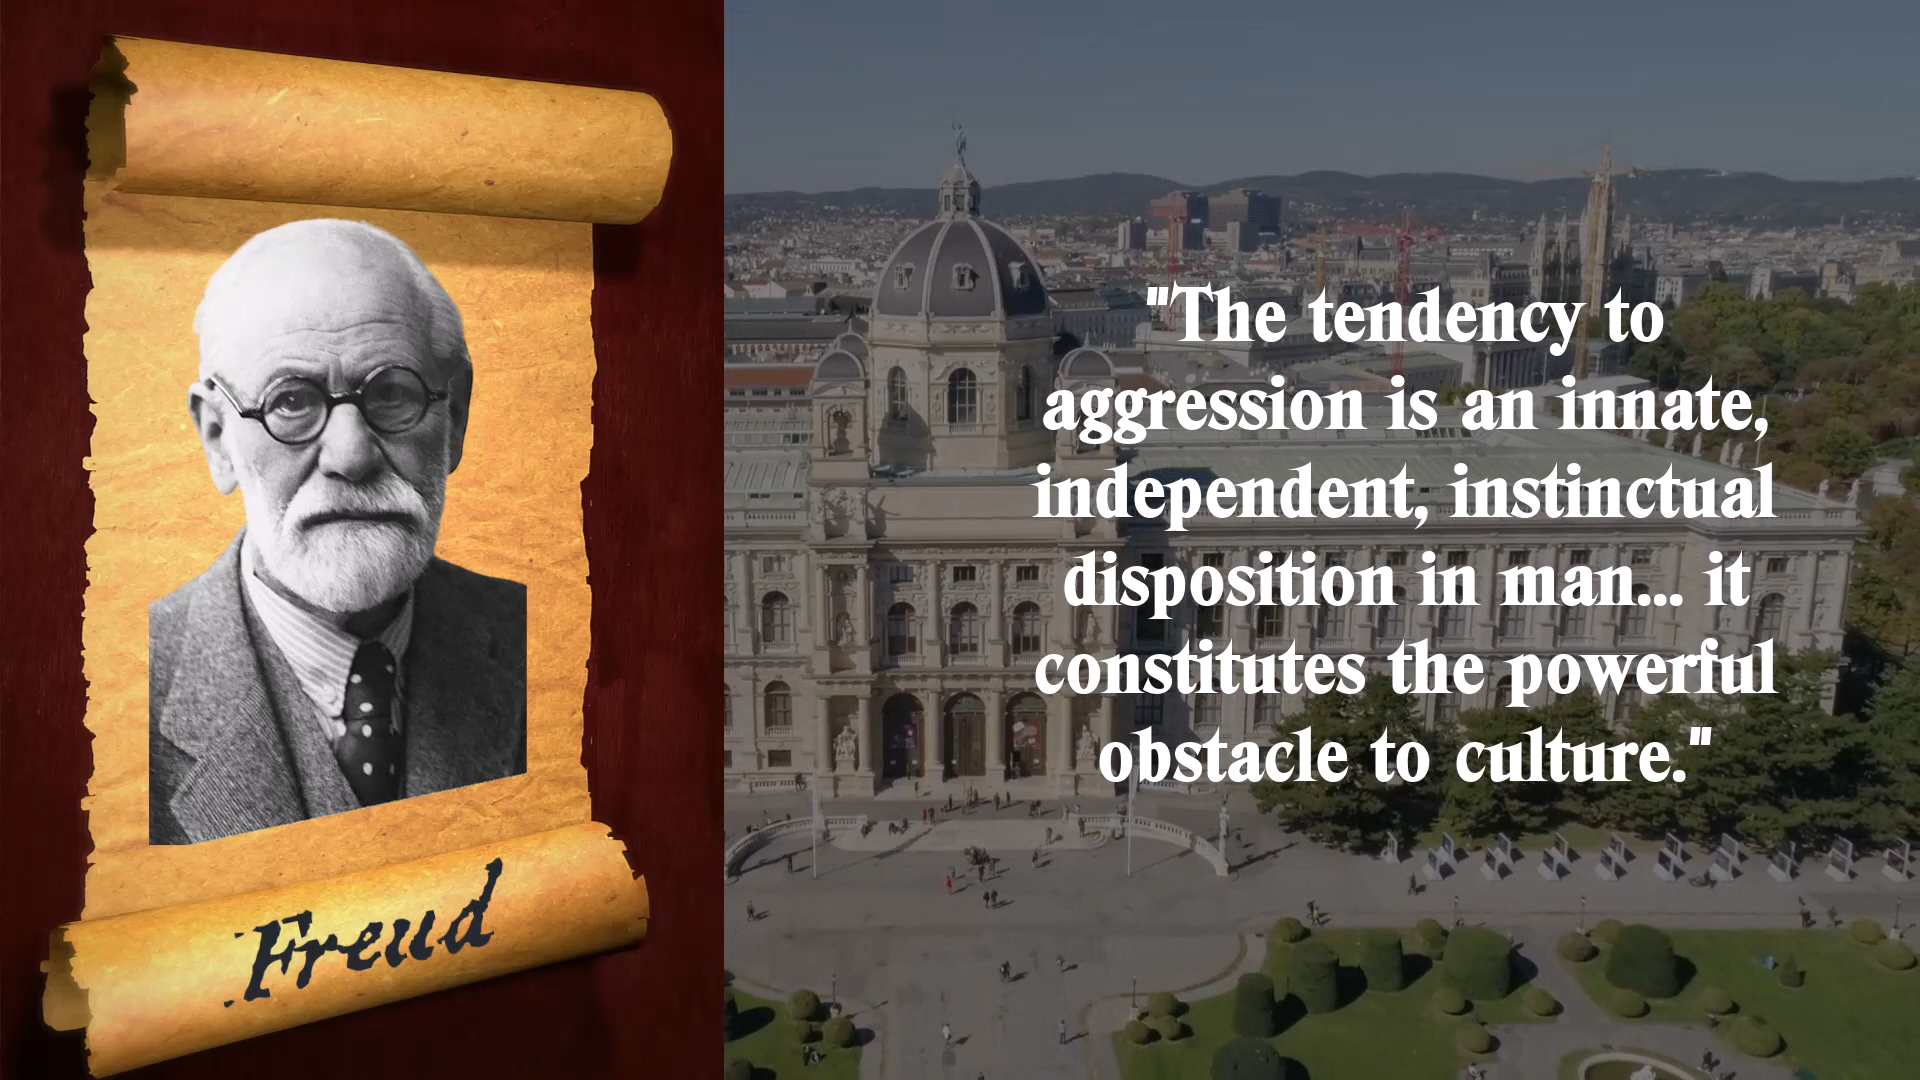 "The tendency to
aggression is an innate,
independent, instinctual
disposition in man... it
constitutes the powerful
obstacle to culture."
Freud